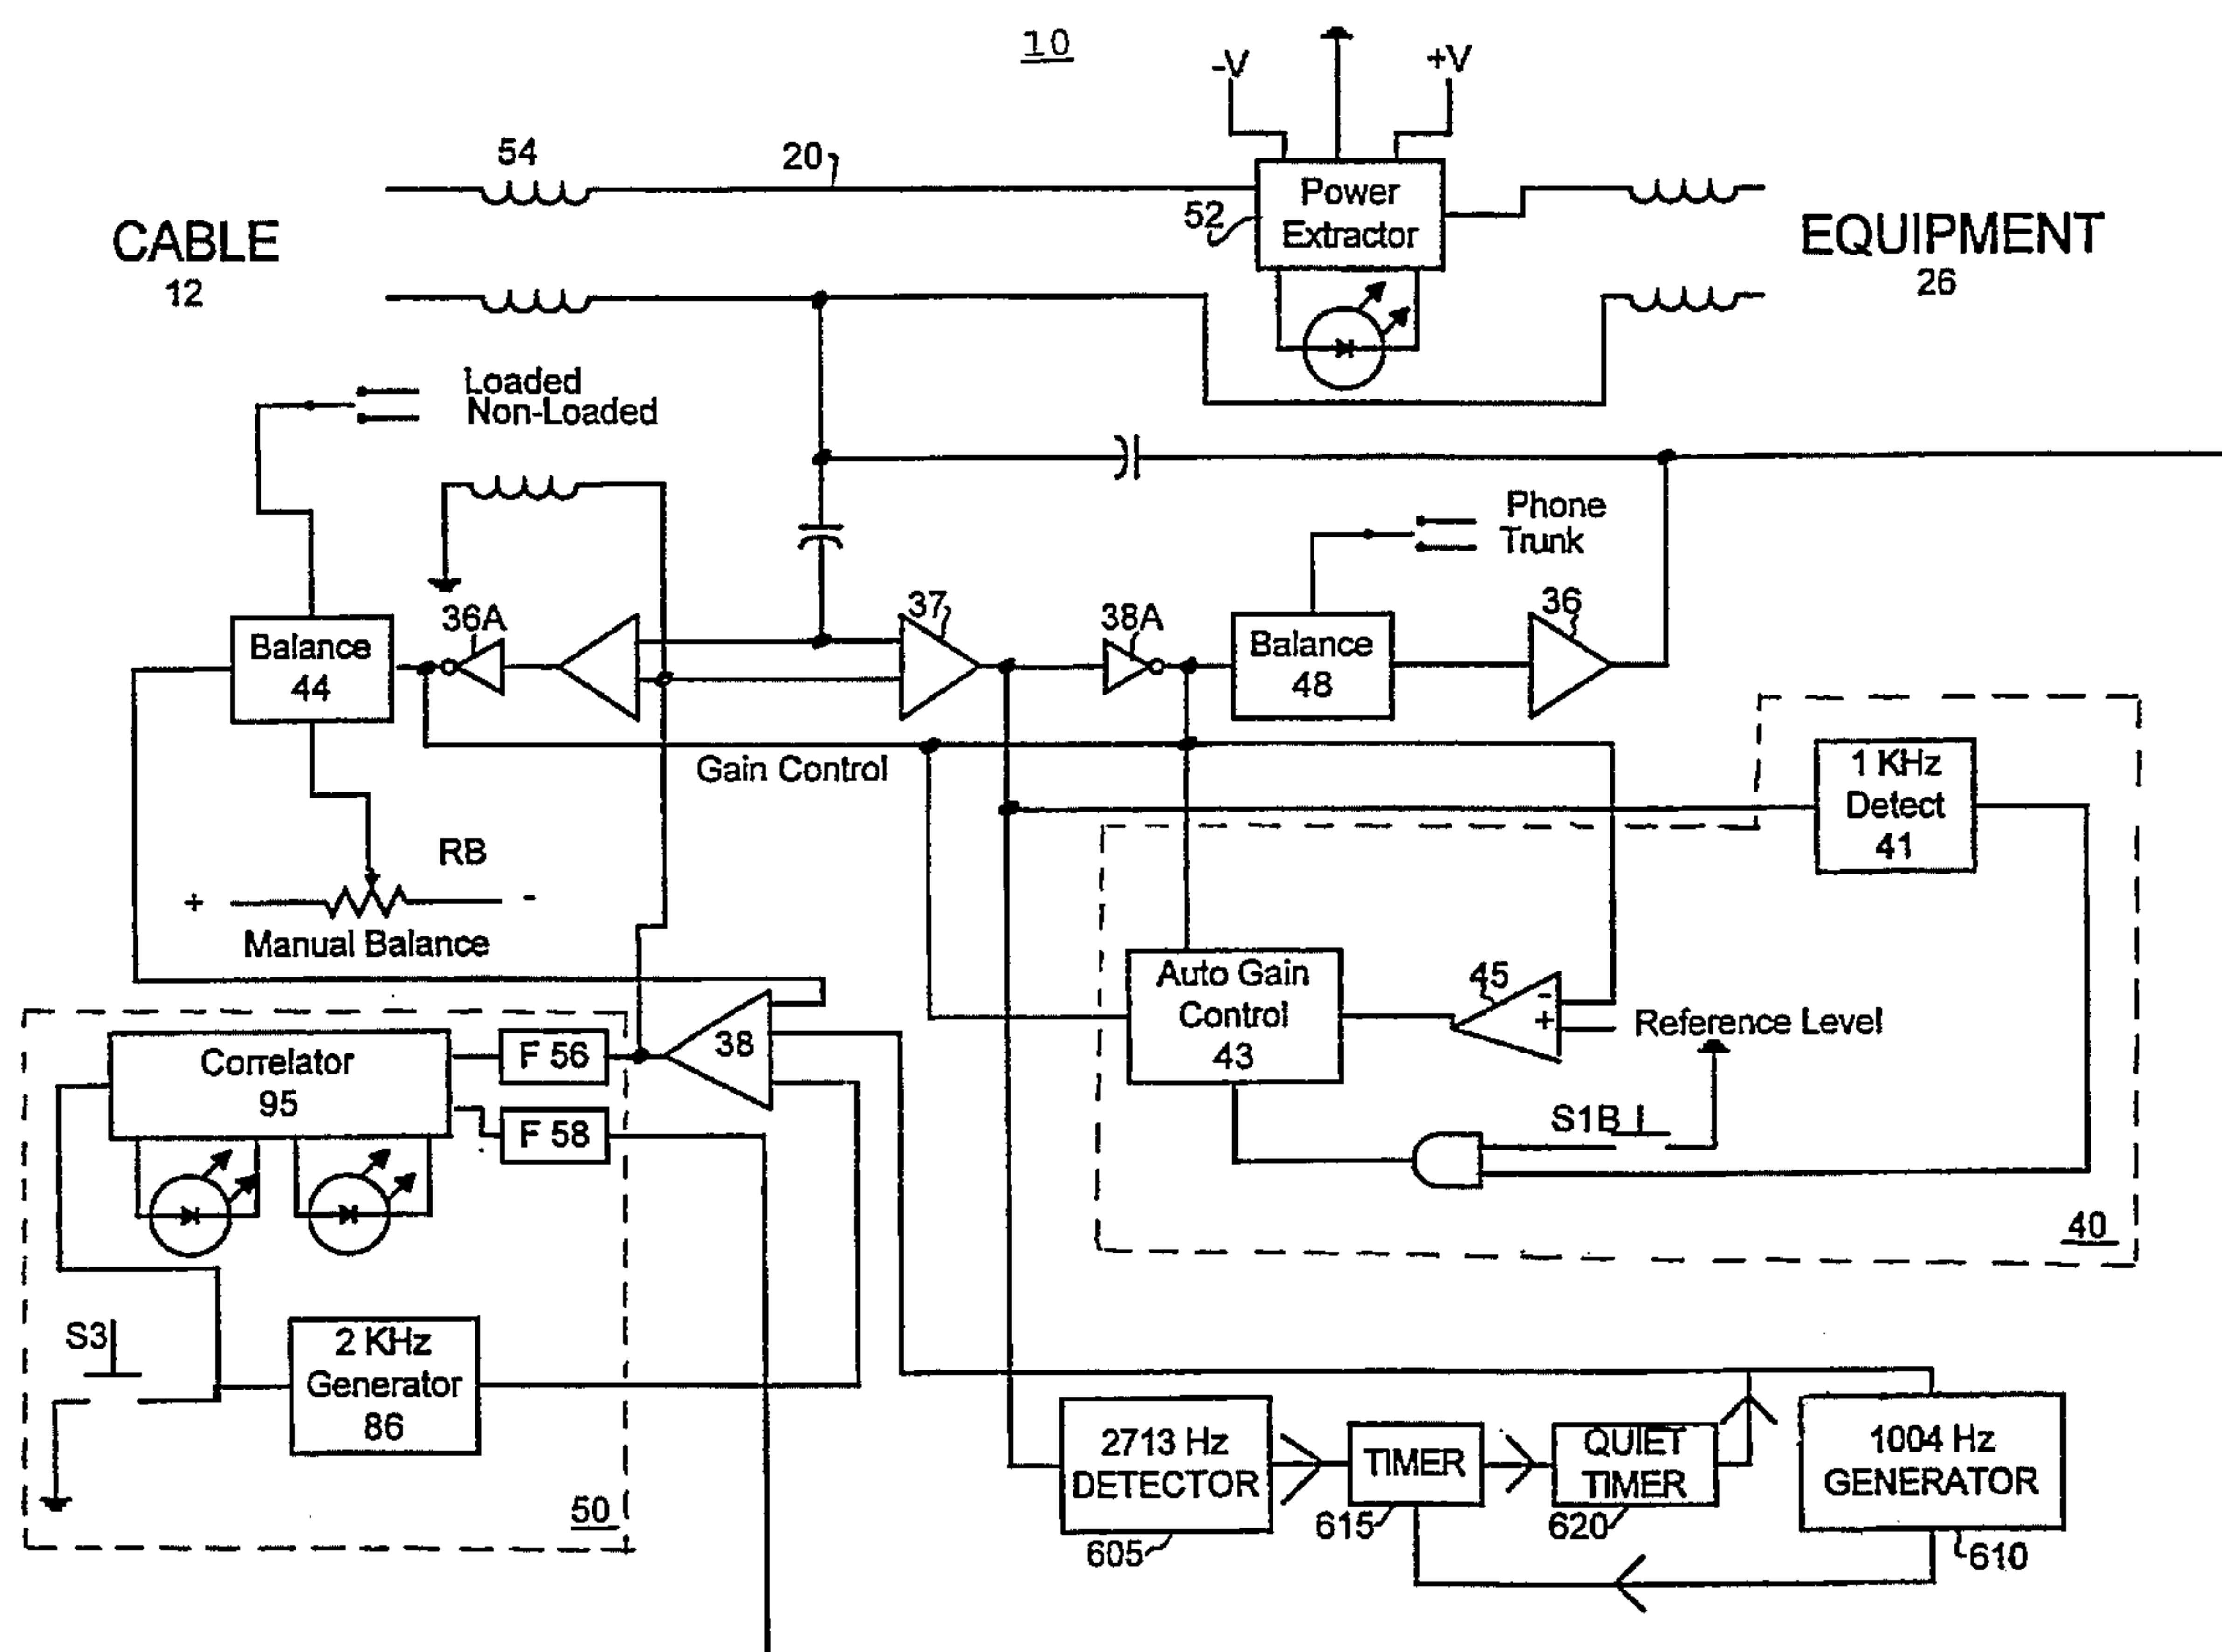 10
-V
+V
54
20
Power
Extractor
52
CABLE
12
EQUIPMENT
26
Loaded
Non-Loaded
Phone
Trunk
36A
37
38A
36
Balance
44
Balance
48
Gain Control
1 KHz
Detect
41
RB
+
-
Manual Balance
Auto Gain
Control
43
45
-
+
Reference Level
S1B
40
Correlator
95
F 56
F 58
38
S3
2 KHz
Generator
86
50
2713 Hz
DETECTOR
605
TIMER
615
QUIET
TIMER
620
1004 Hz
GENERATOR
610